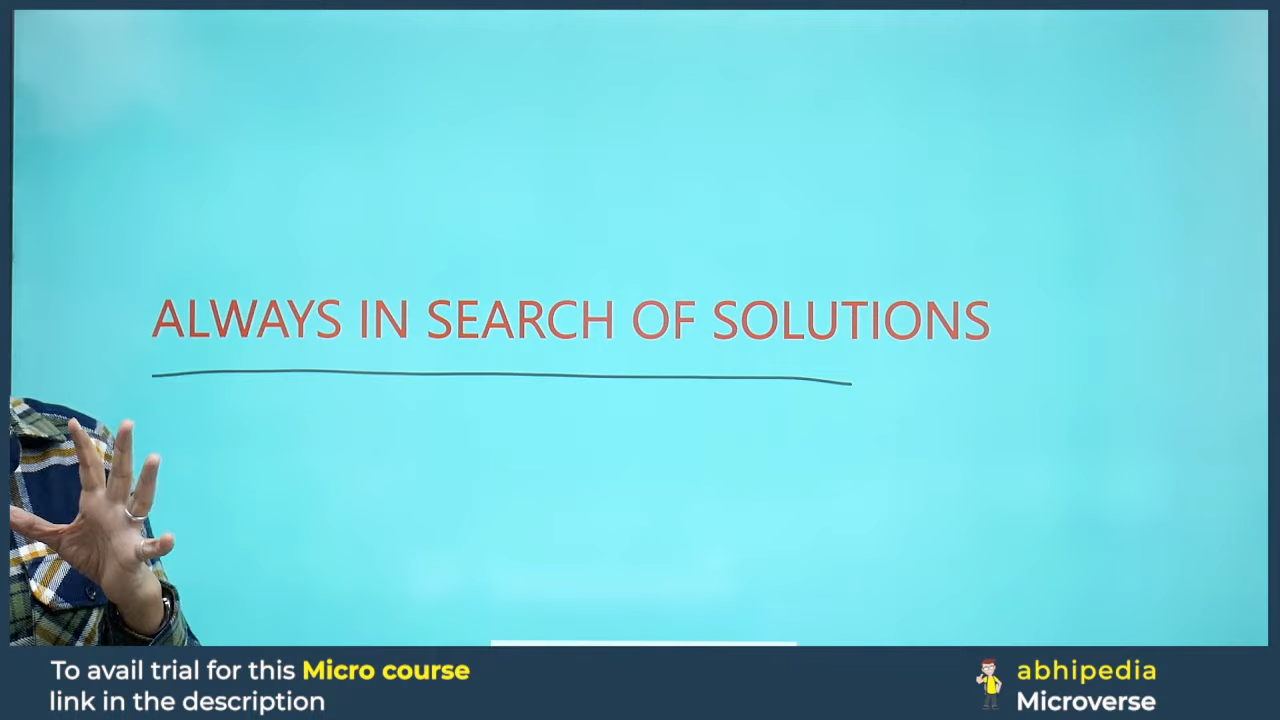 ALWAYS IN SEARCH OF SOLUTIONS
To avail trial for this Micro course
link in the description
abhipedia
Microverse